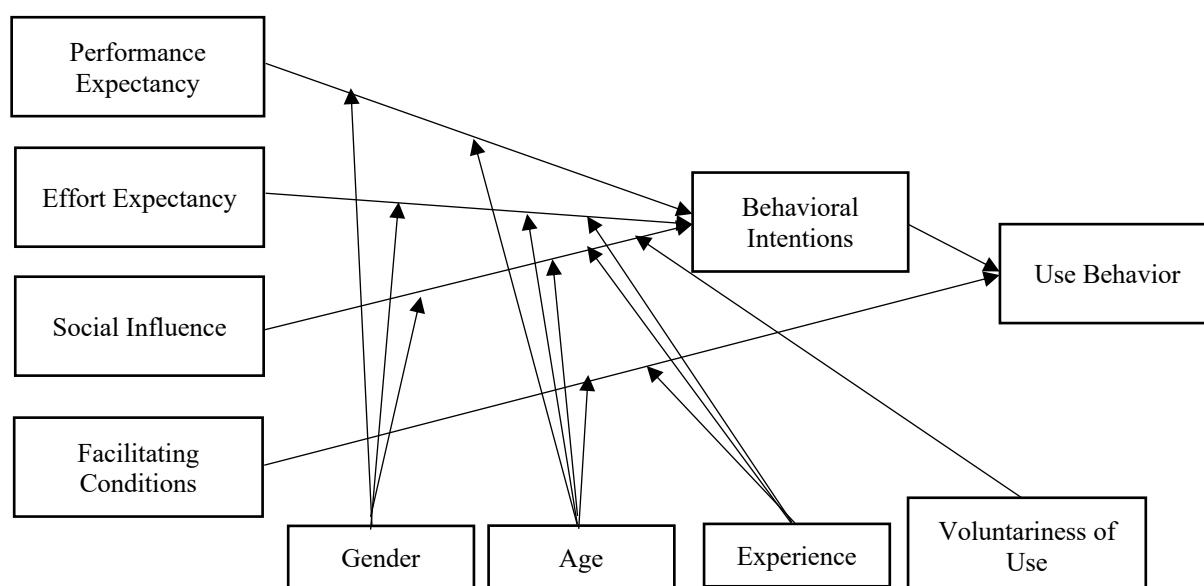 Performance
Expectancy
Effort Expectancy
Behavioral
Intentions
Use Behavior
Social Influence
Facilitating
Conditions
Gender
Age
Experience
Voluntariness of
Use